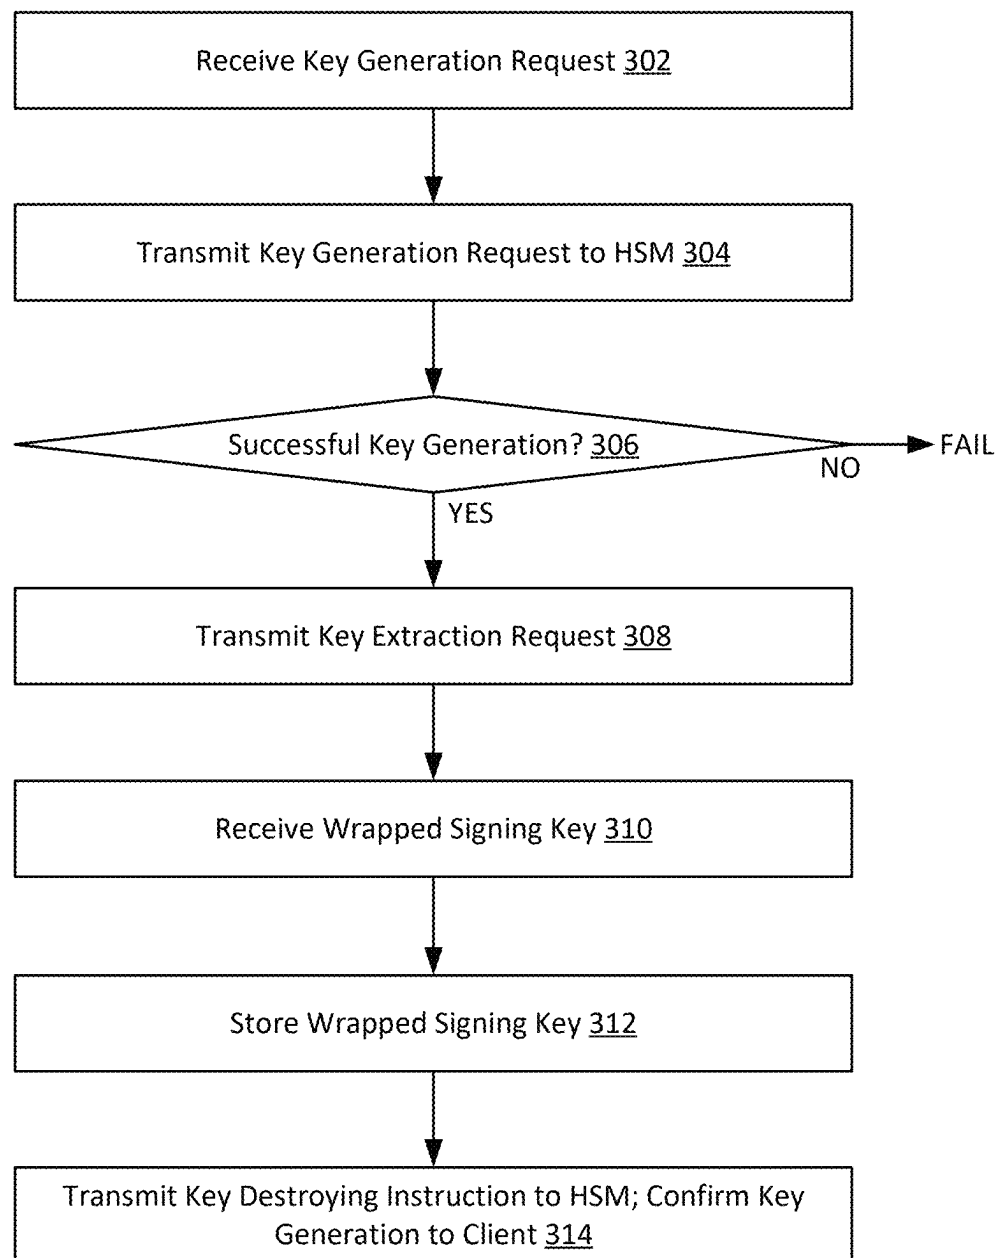 Receive Key Generation Request 302
Transmit Key Generation Request to HSM 304
Successful Key Generation? 306
FAIL
NO
YES
Transmit Key Extraction Request 308
Receive Wrapped Signing Key 310
Store Wrapped Signing Key 312
Transmit Key Destroying Instruction to HSM; Confirm Key
Generation to Client 314